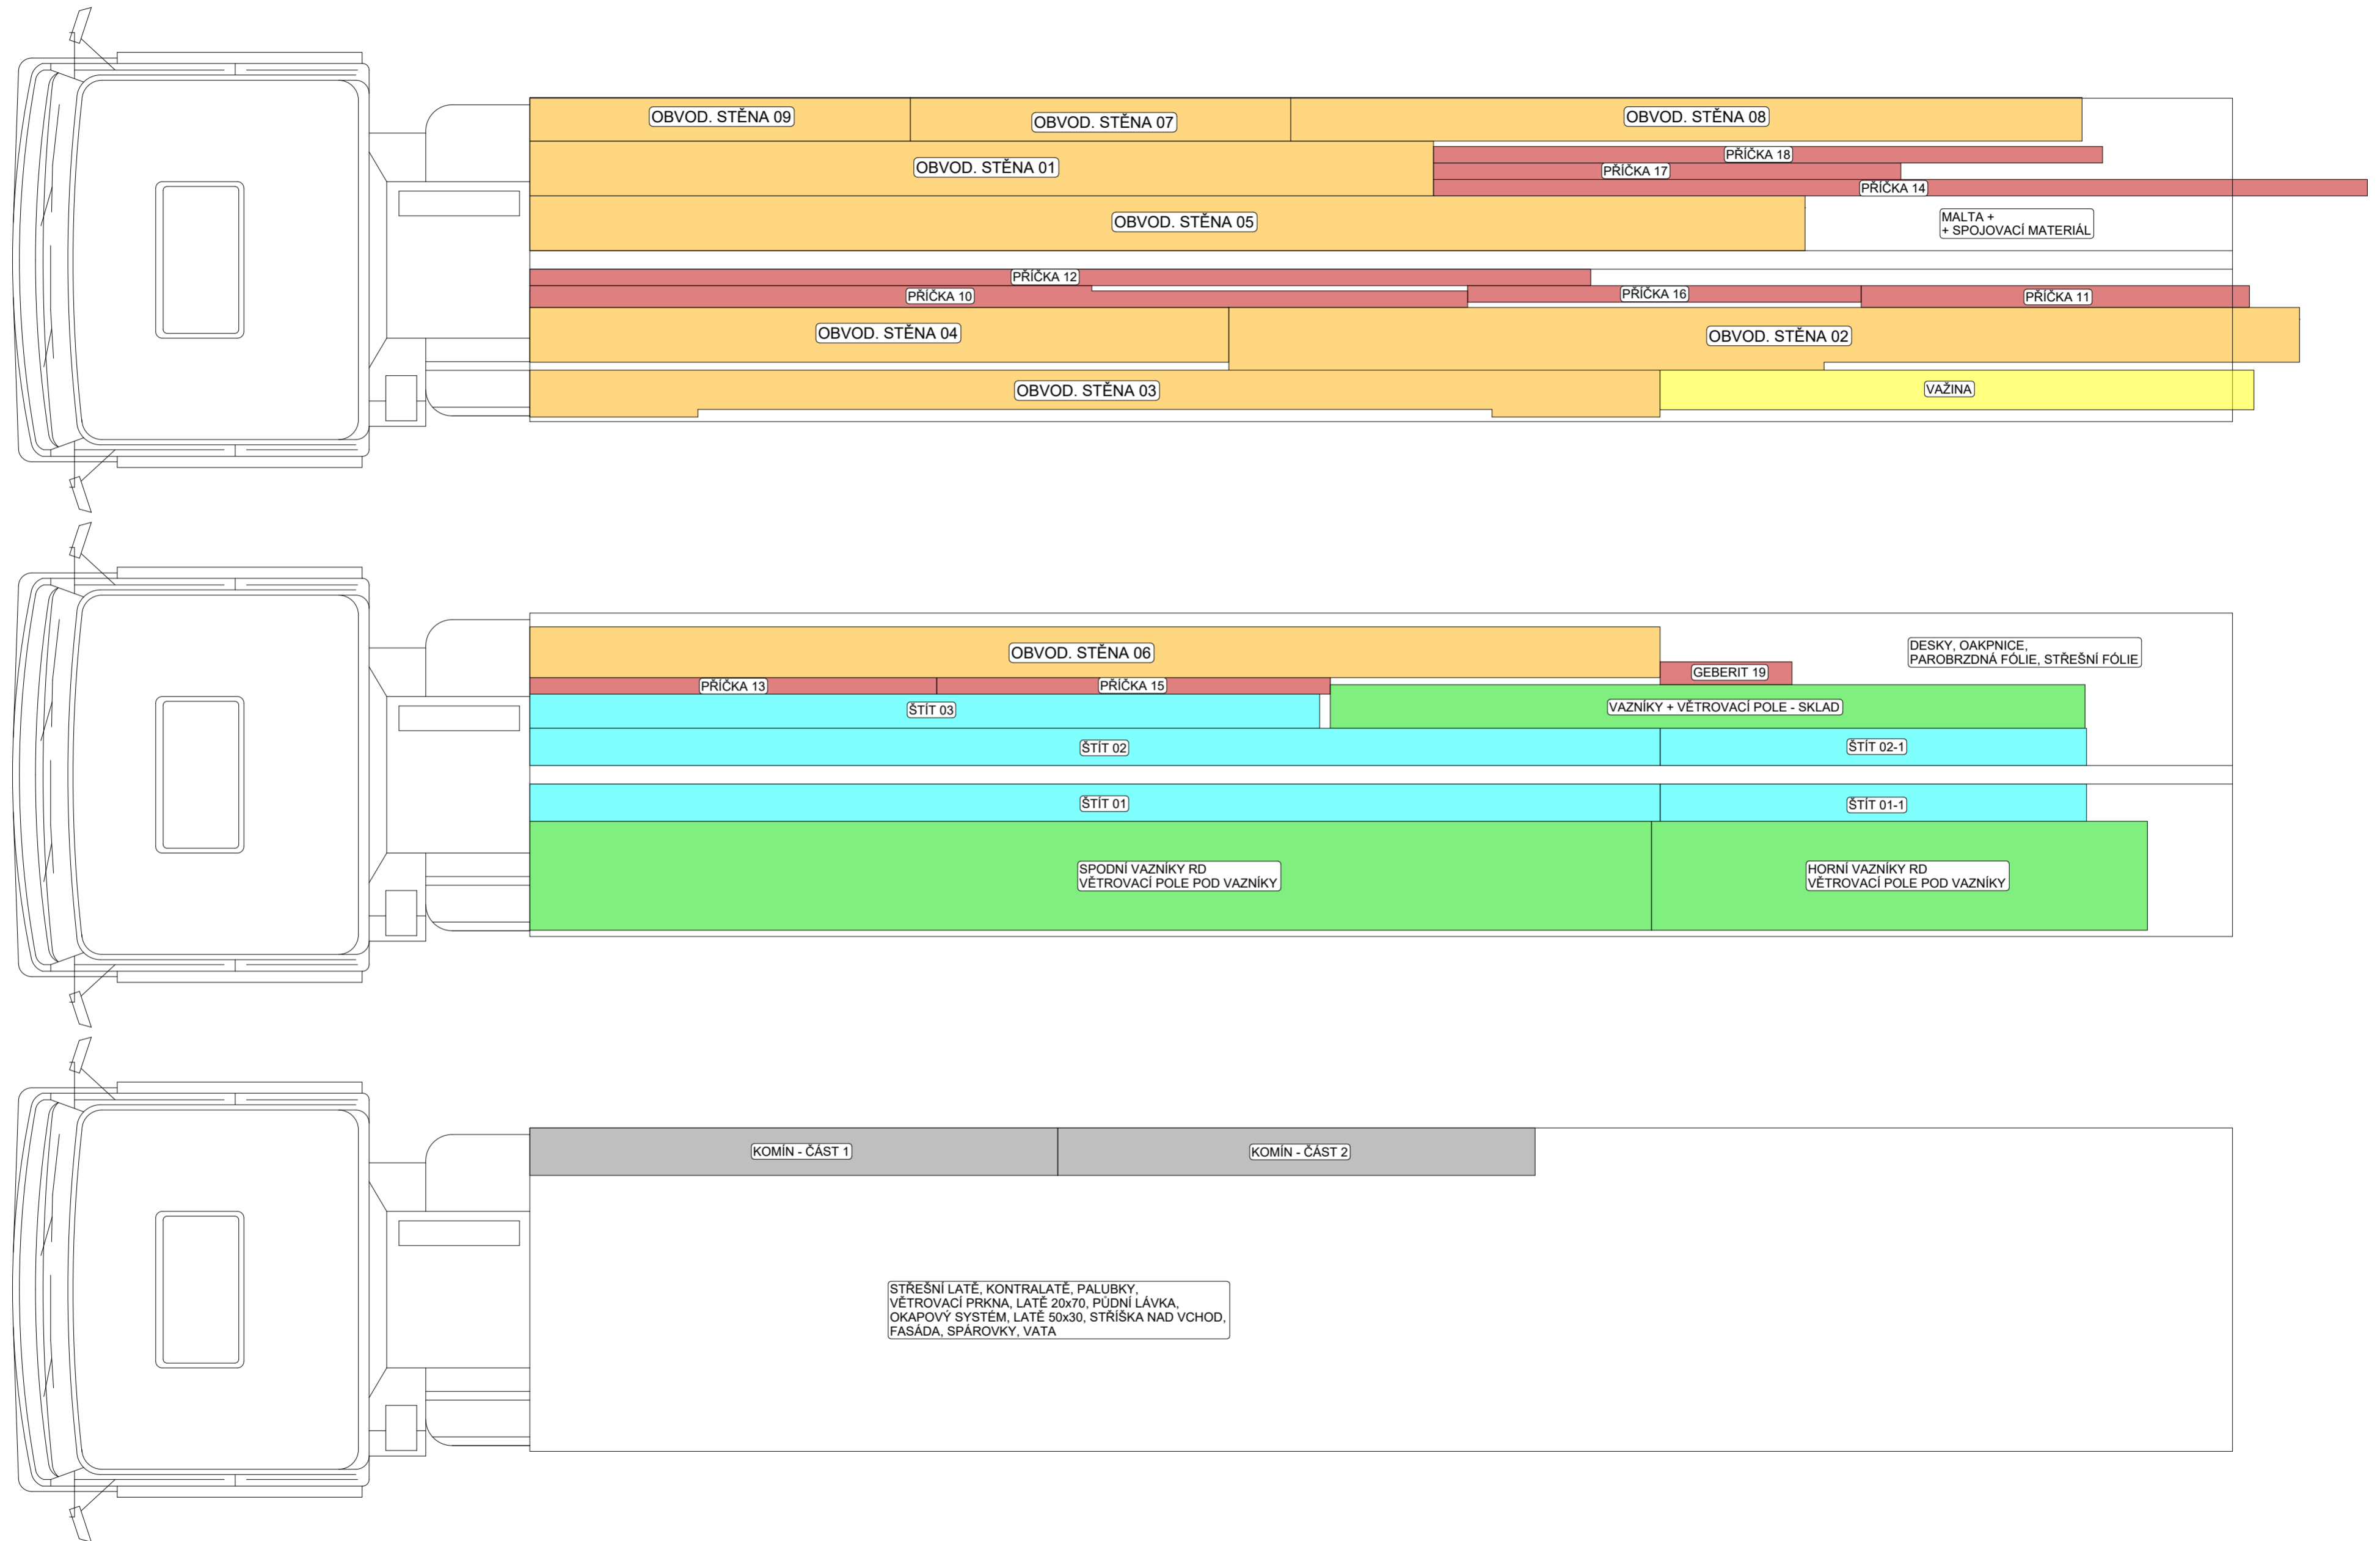 OBVOD. STĚNA 09
OBVOD. STĚNA 07
OBVOD. STĚNA 08
OBVOD. STĚNA 01
PŘÍČKA 18
PŘÍČKA 17
PŘÍČKA 14
OBVOD. STĚNA 05
MALTA +
+ SPOJOVACÍ MATERIÁL
PŘÍČKA 12
PŘÍČKA 10
PŘÍČKA 16
PŘÍČKA 11
OBVOD. STĚNA 04
OBVOD. STĚNA 02
OBVOD. STĚNA 03
VAŽINA
OBVOD. STĚNA 06
DESKY, OAKPNICE,
PAROBRZDNÁ FÓLIE, STŘEŠNÍ FÓLIE
GEBERIT 19
PŘÍČKA 13
PŘÍČKA 15
ŠTÍT 03
VAZNÍKY + VĚTROVACÍ POLE - SKLAD
ŠTÍT 02
ŠTÍT 02-1
ŠTÍT 01
ŠTÍT 01-1
SPODNÍ VAZNÍKY RD
VĚTROVACÍ POLE POD VAZNÍKY
HORNÍ VAZNÍKY RD
VĚTROVACÍ POLE POD VAZNÍKY
KOMÍN - ČÁST 1
KOMÍN - ČÁST 2
STŘEŠNÍ LATĚ, KONTRALATĚ, PALUBKY,
VĚTROVACÍ PRKNA, LATĚ 20x70, PŮDNÍ LÁVKA,
OKAPOVÝ SYSTÉM, LATĚ 50x30, STŘÍŠKA NAD VCHOD,
FASÁDA, SPÁROVKY, VATA